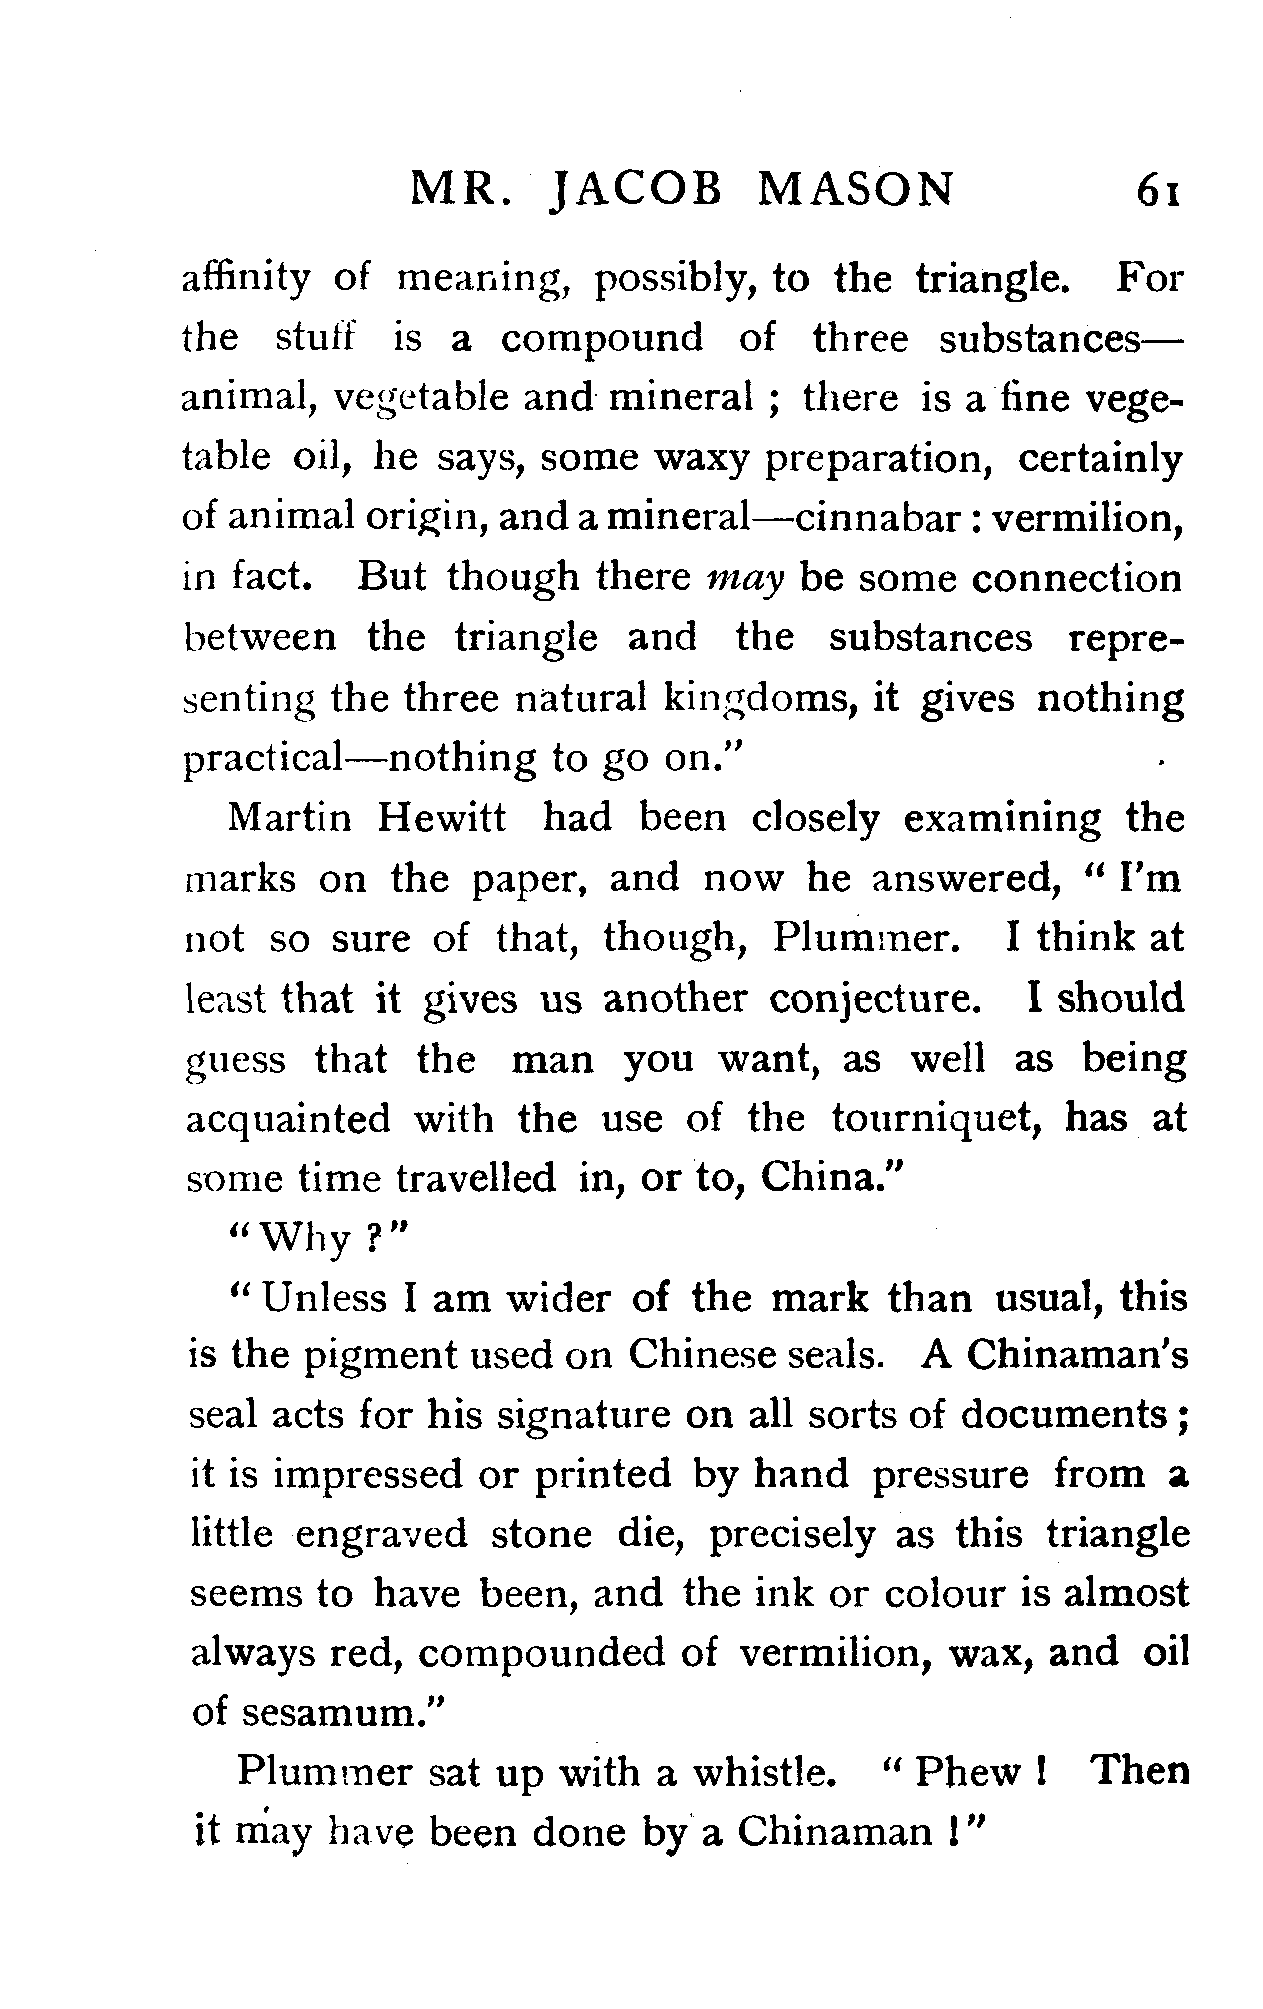 MR. JACOB MASON 61
affinity of meaning, possibly, to the triangle. For
the stuff is a compound of three substances—
animal, vegetable and mineral ; there is a fine vege-
table oil, he says, some waxy preparation, certainly
of animal origin, and a mineral—cinnabar : vermilion,
in fact. But though there may be some connection
between the triangle and the substances repre-
senting the three natural kingdoms, it gives nothing
practical—nothing to go on."
Martin Hewitt had been closely examining the
marks on the paper, and now he answered, " I'm
not so sure of that, though, Plummer. I think at
least that it gives us another conjecture. I should
guess that the man you want, as well as being
acquainted with the use of the tourniquet, has at
some time travelled in, or to, China."
" Why ? "
" Unless I am wider of the mark than usual, this
is the pigment used on Chinese seals. A Chinaman's
seal acts for his signature on all sorts of documents ;
it is impressed or printed by hand pressure from a
little engraved stone die, precisely as this triangle
seems to have been, and the ink or colour is almost
always red, compounded of vermilion, wax, and oil
of sesamum."
Plummer sat up with a whistle. " Phew ! Then
it may have been done by a Chinaman ! "